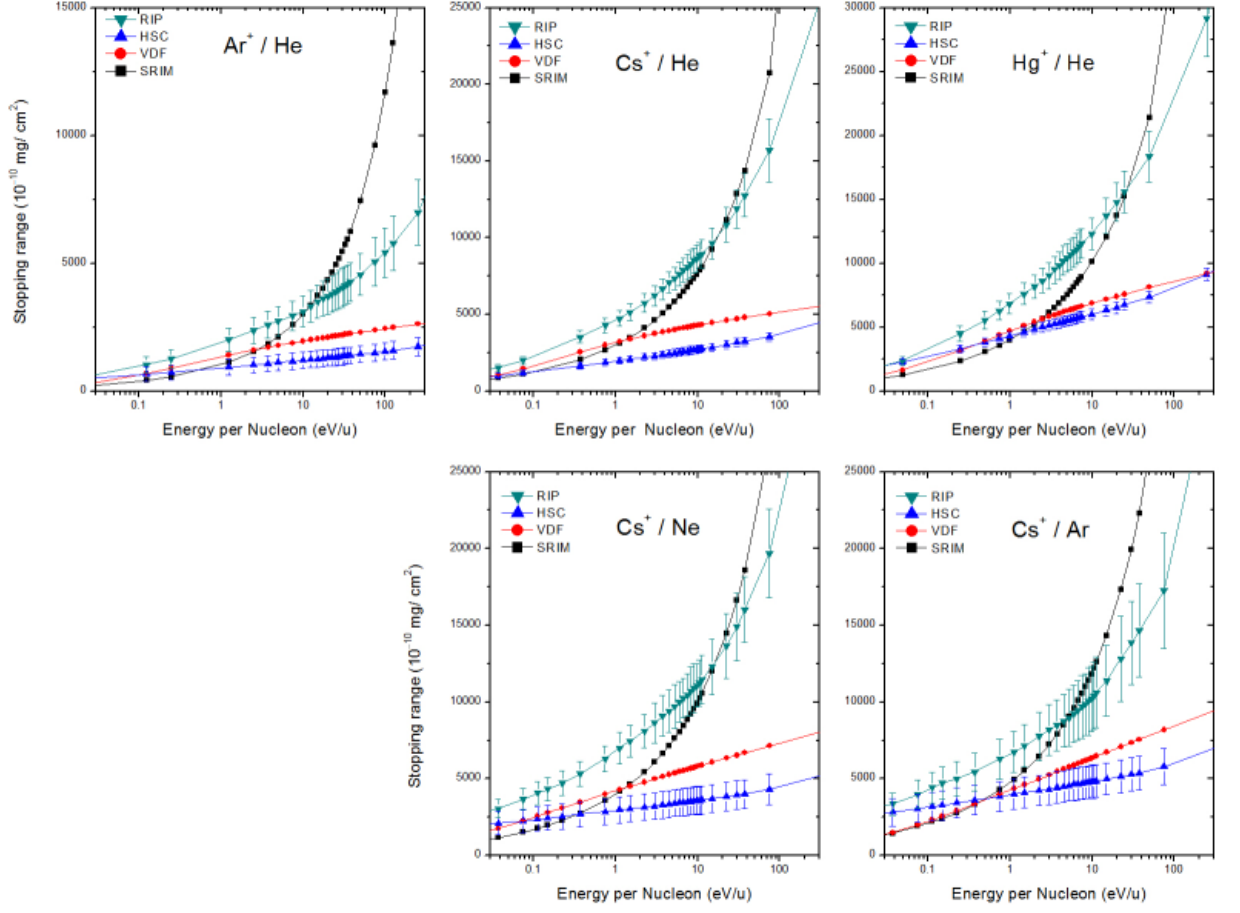 Stopping range (10⁻¹⁰ mg/ cm²)
15000
10000
5000
0
RIP
HSC
VDF
SRIM
Ar⁺ / He
0.1
1
10
100
Energy per Nucleon (eV/u)
25000
20000
15000
10000
5000
0
RIP
HSC
VDF
SRIM
Cs⁺ / He
0.1
1
10
100
Energy per Nucleon (eV/u)
30000
25000
20000
15000
10000
5000
0
RIP
HSC
VDF
SRIM
Hg⁺ / He
0.1
1
10
100
Energy per Nucleon (eV/u)
Stopping range (10⁻¹⁰ mg/ cm²)
25000
20000
15000
10000
5000
0
RIP
HSC
VDF
SRIM
Cs⁺ / Ne
0.1
1
10
100
Energy per Nucleon (eV/u)
25000
20000
15000
10000
5000
0
RIP
HSC
VDF
SRIM
Cs⁺ / Ar
0.1
1
10
100
Energy per Nucleon (eV/u)